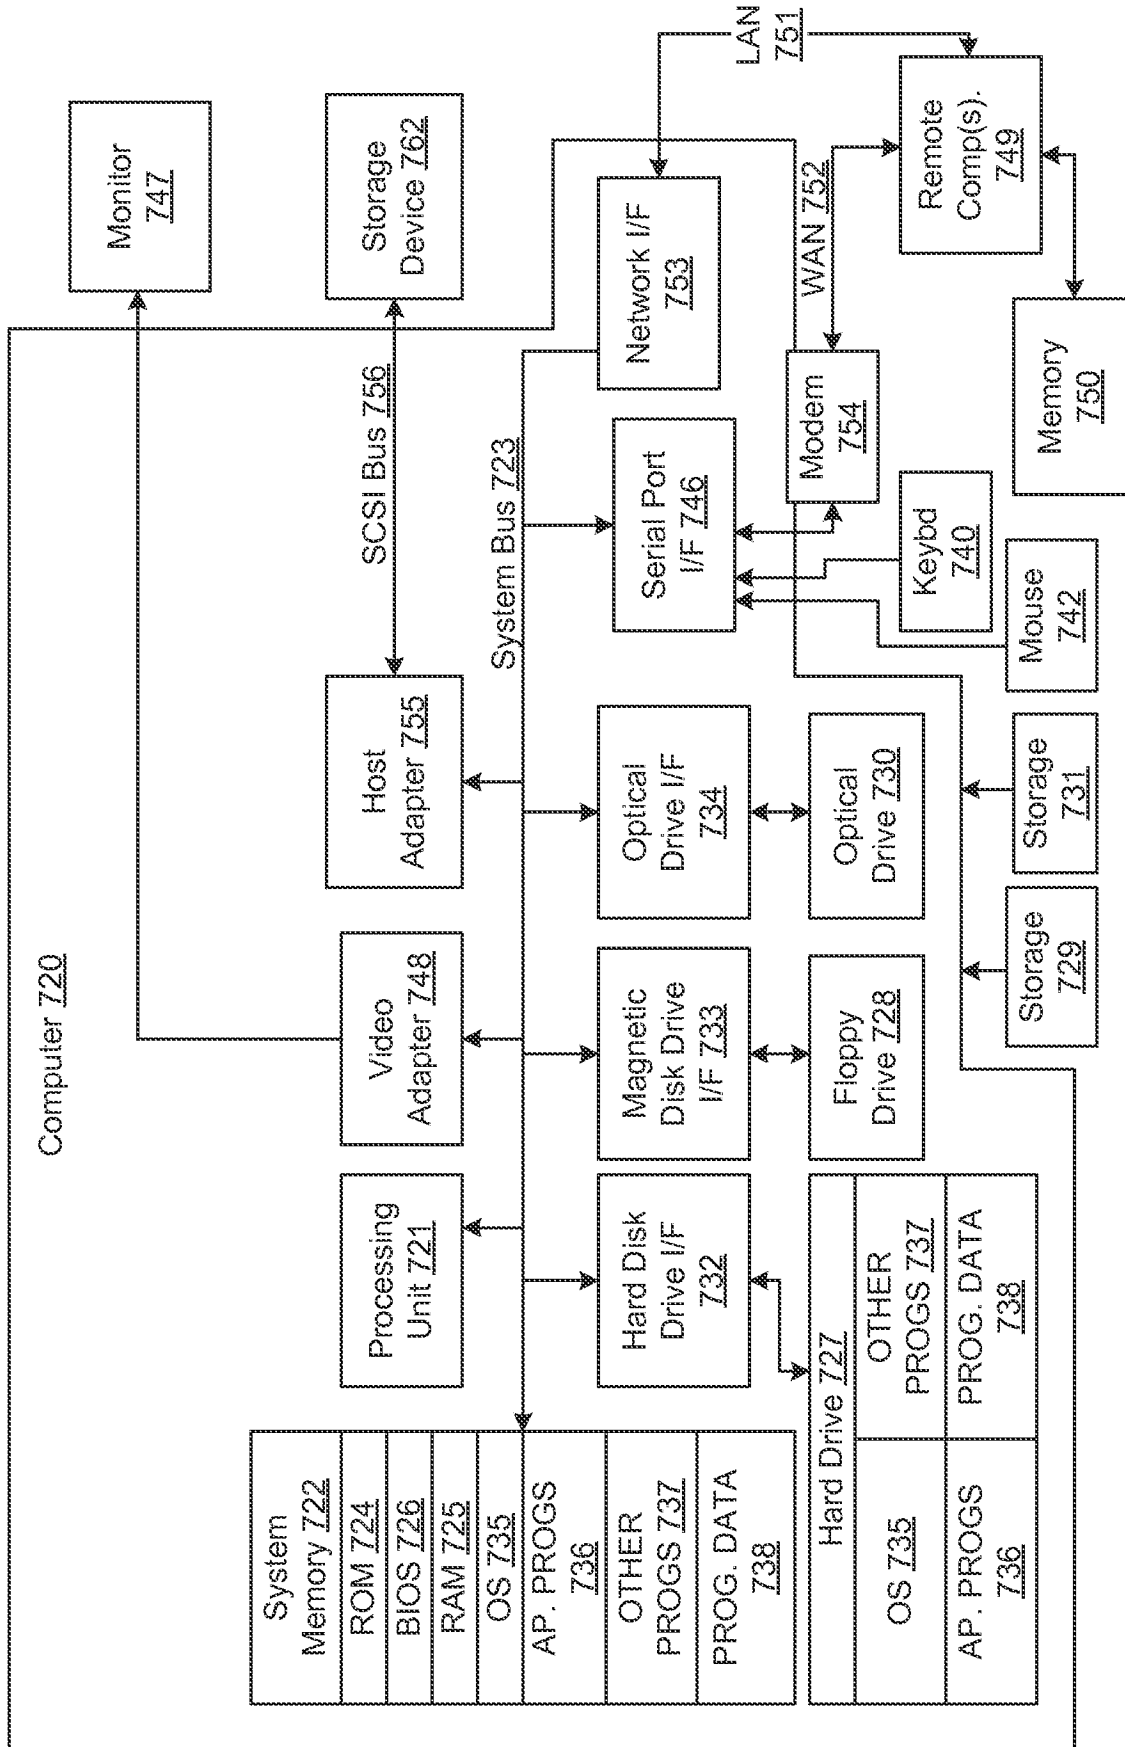 Computer 720
Monitor
747
System
Memory 722
ROM 724
BIOS 726
RAM 725
OS 735
AP. PROGS
736
OTHER
PROGS 737
PROG. DATA
738
Processing
Unit 721
Video
Adapter 748
Host
Adapter 755
SCSI Bus 756
Storage
Device 762
System Bus 723
Hard Disk
Drive I/F
732
Magnetic
Disk Drive
I/F 733
Optical
Drive I/F
734
Serial Port
I/F 746
Network I/F
753
LAN
751
Hard Drive 727
OS 735
OTHER
PROGS 737
AP. PROGS
736
PROG. DATA
738
Floppy
Drive 728
Optical
Drive 730
Modem
754
WAN 752
Keybd
740
Remote
Comp(s).
749
Storage
729
Storage
731
Mouse
742
Memory
750